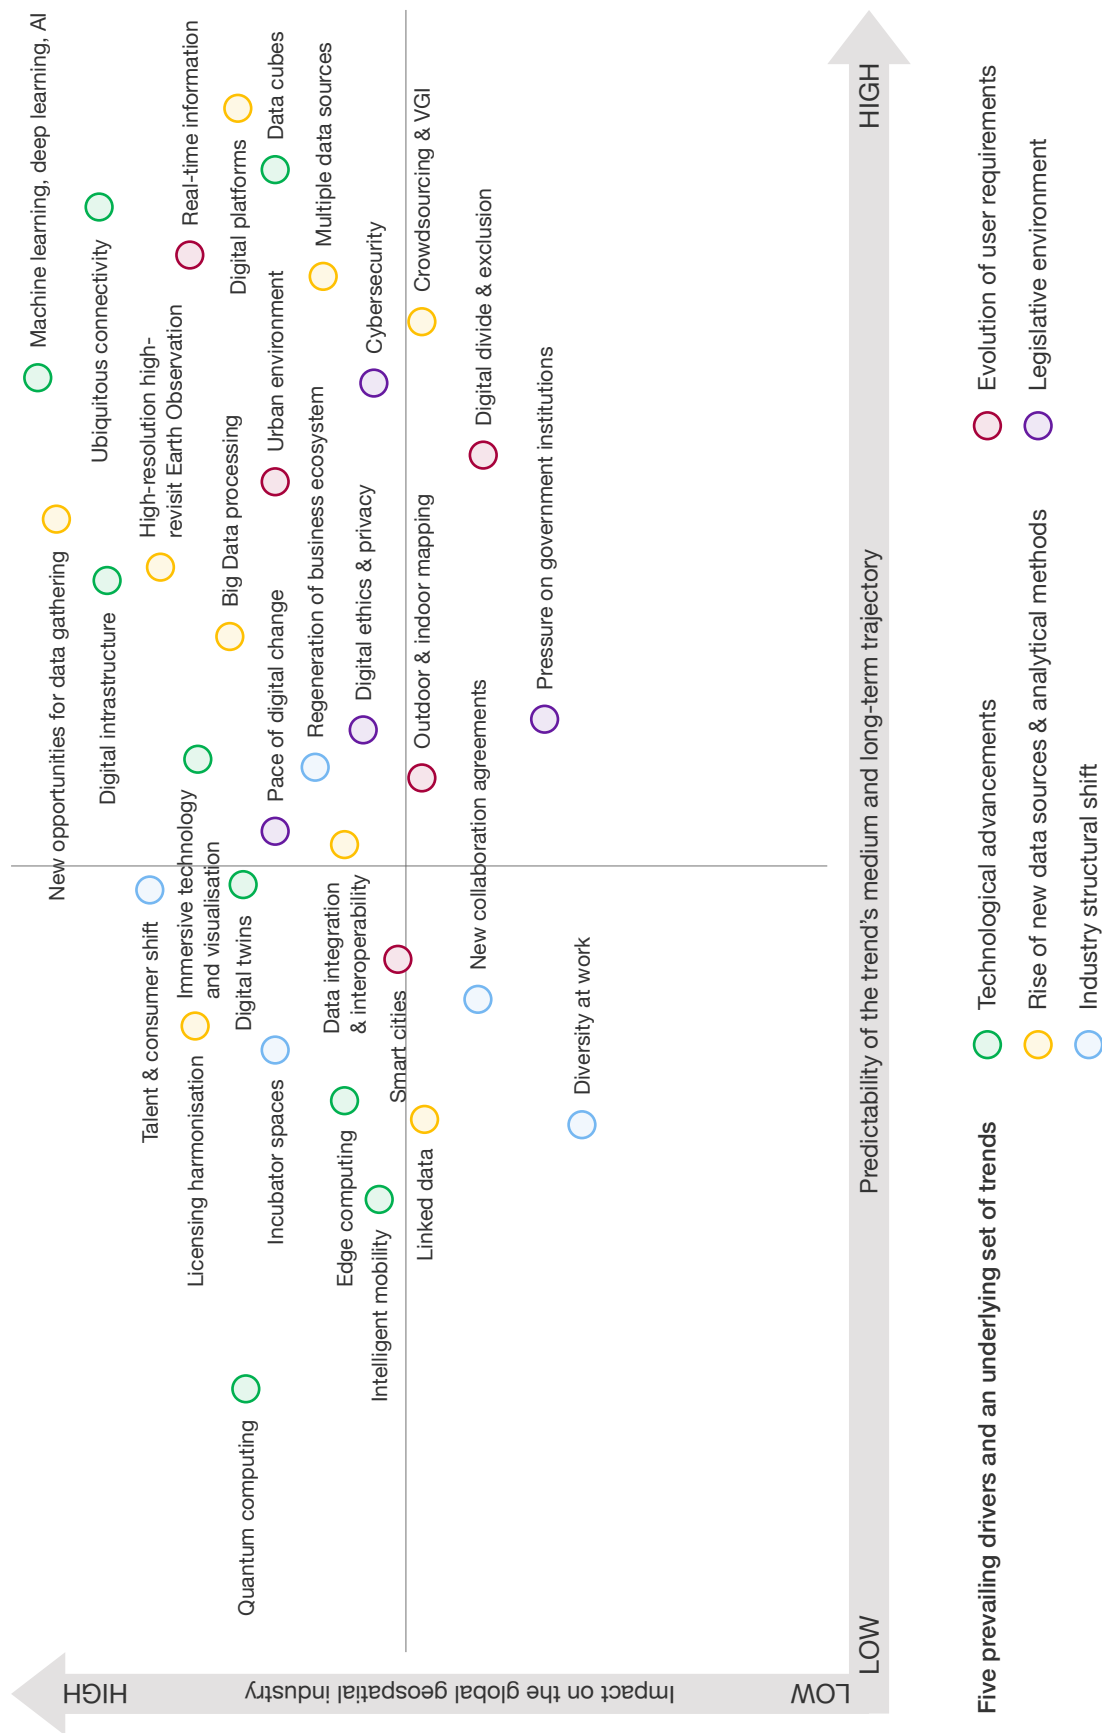 Machine learning, deep learning, AI
New opportunities for data gathering
Ubiquitous connectivity
Digital intrastructure
High-resolution high-
revisit Earth Observation
Talent & consumer shift
Real-time information
Immersive technology
and visualisation
Licensing harmonisation
Digital platforms
Big Data processing
Digital twins
Quantum computing
Data cubes
Urban environment
Pace of digital change
Incubator spaces
Multiple data sources
Regeneration of business ecosystem
Data integration
& interoperability
Edge computing
Cybersecurity
Digital ethics & privacy
Intelligent mobility
Smart cities
Crowdsourcing & VGI
Outdoor & indoor mapping
Linked data
Digital divide & exclusion
New collaboration agreements
Pressure on government institutions
Diversity at work
HIGH
Impact on the global geospatial industry
LOW
LOW
Predictability of the trend’s medium and long-term trajectory
HIGH
Five prevailing drivers and an underlying set of trends
Technological advancements
Rise of new data sources & analytical methods
Industry structural shift
Evolution of user requirements
Legislative environment